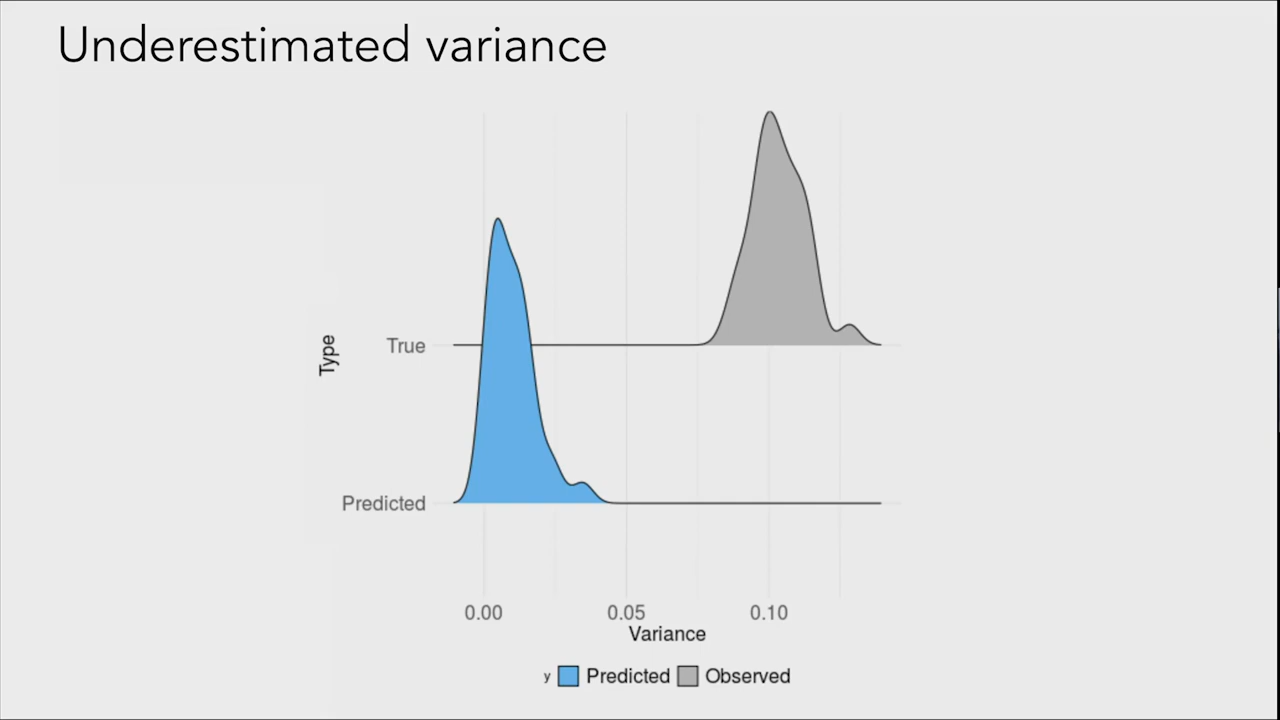 Underestimated variance
Type
True
Predicted
0.00 0.05 0.10
Variance
y Predicted Observed